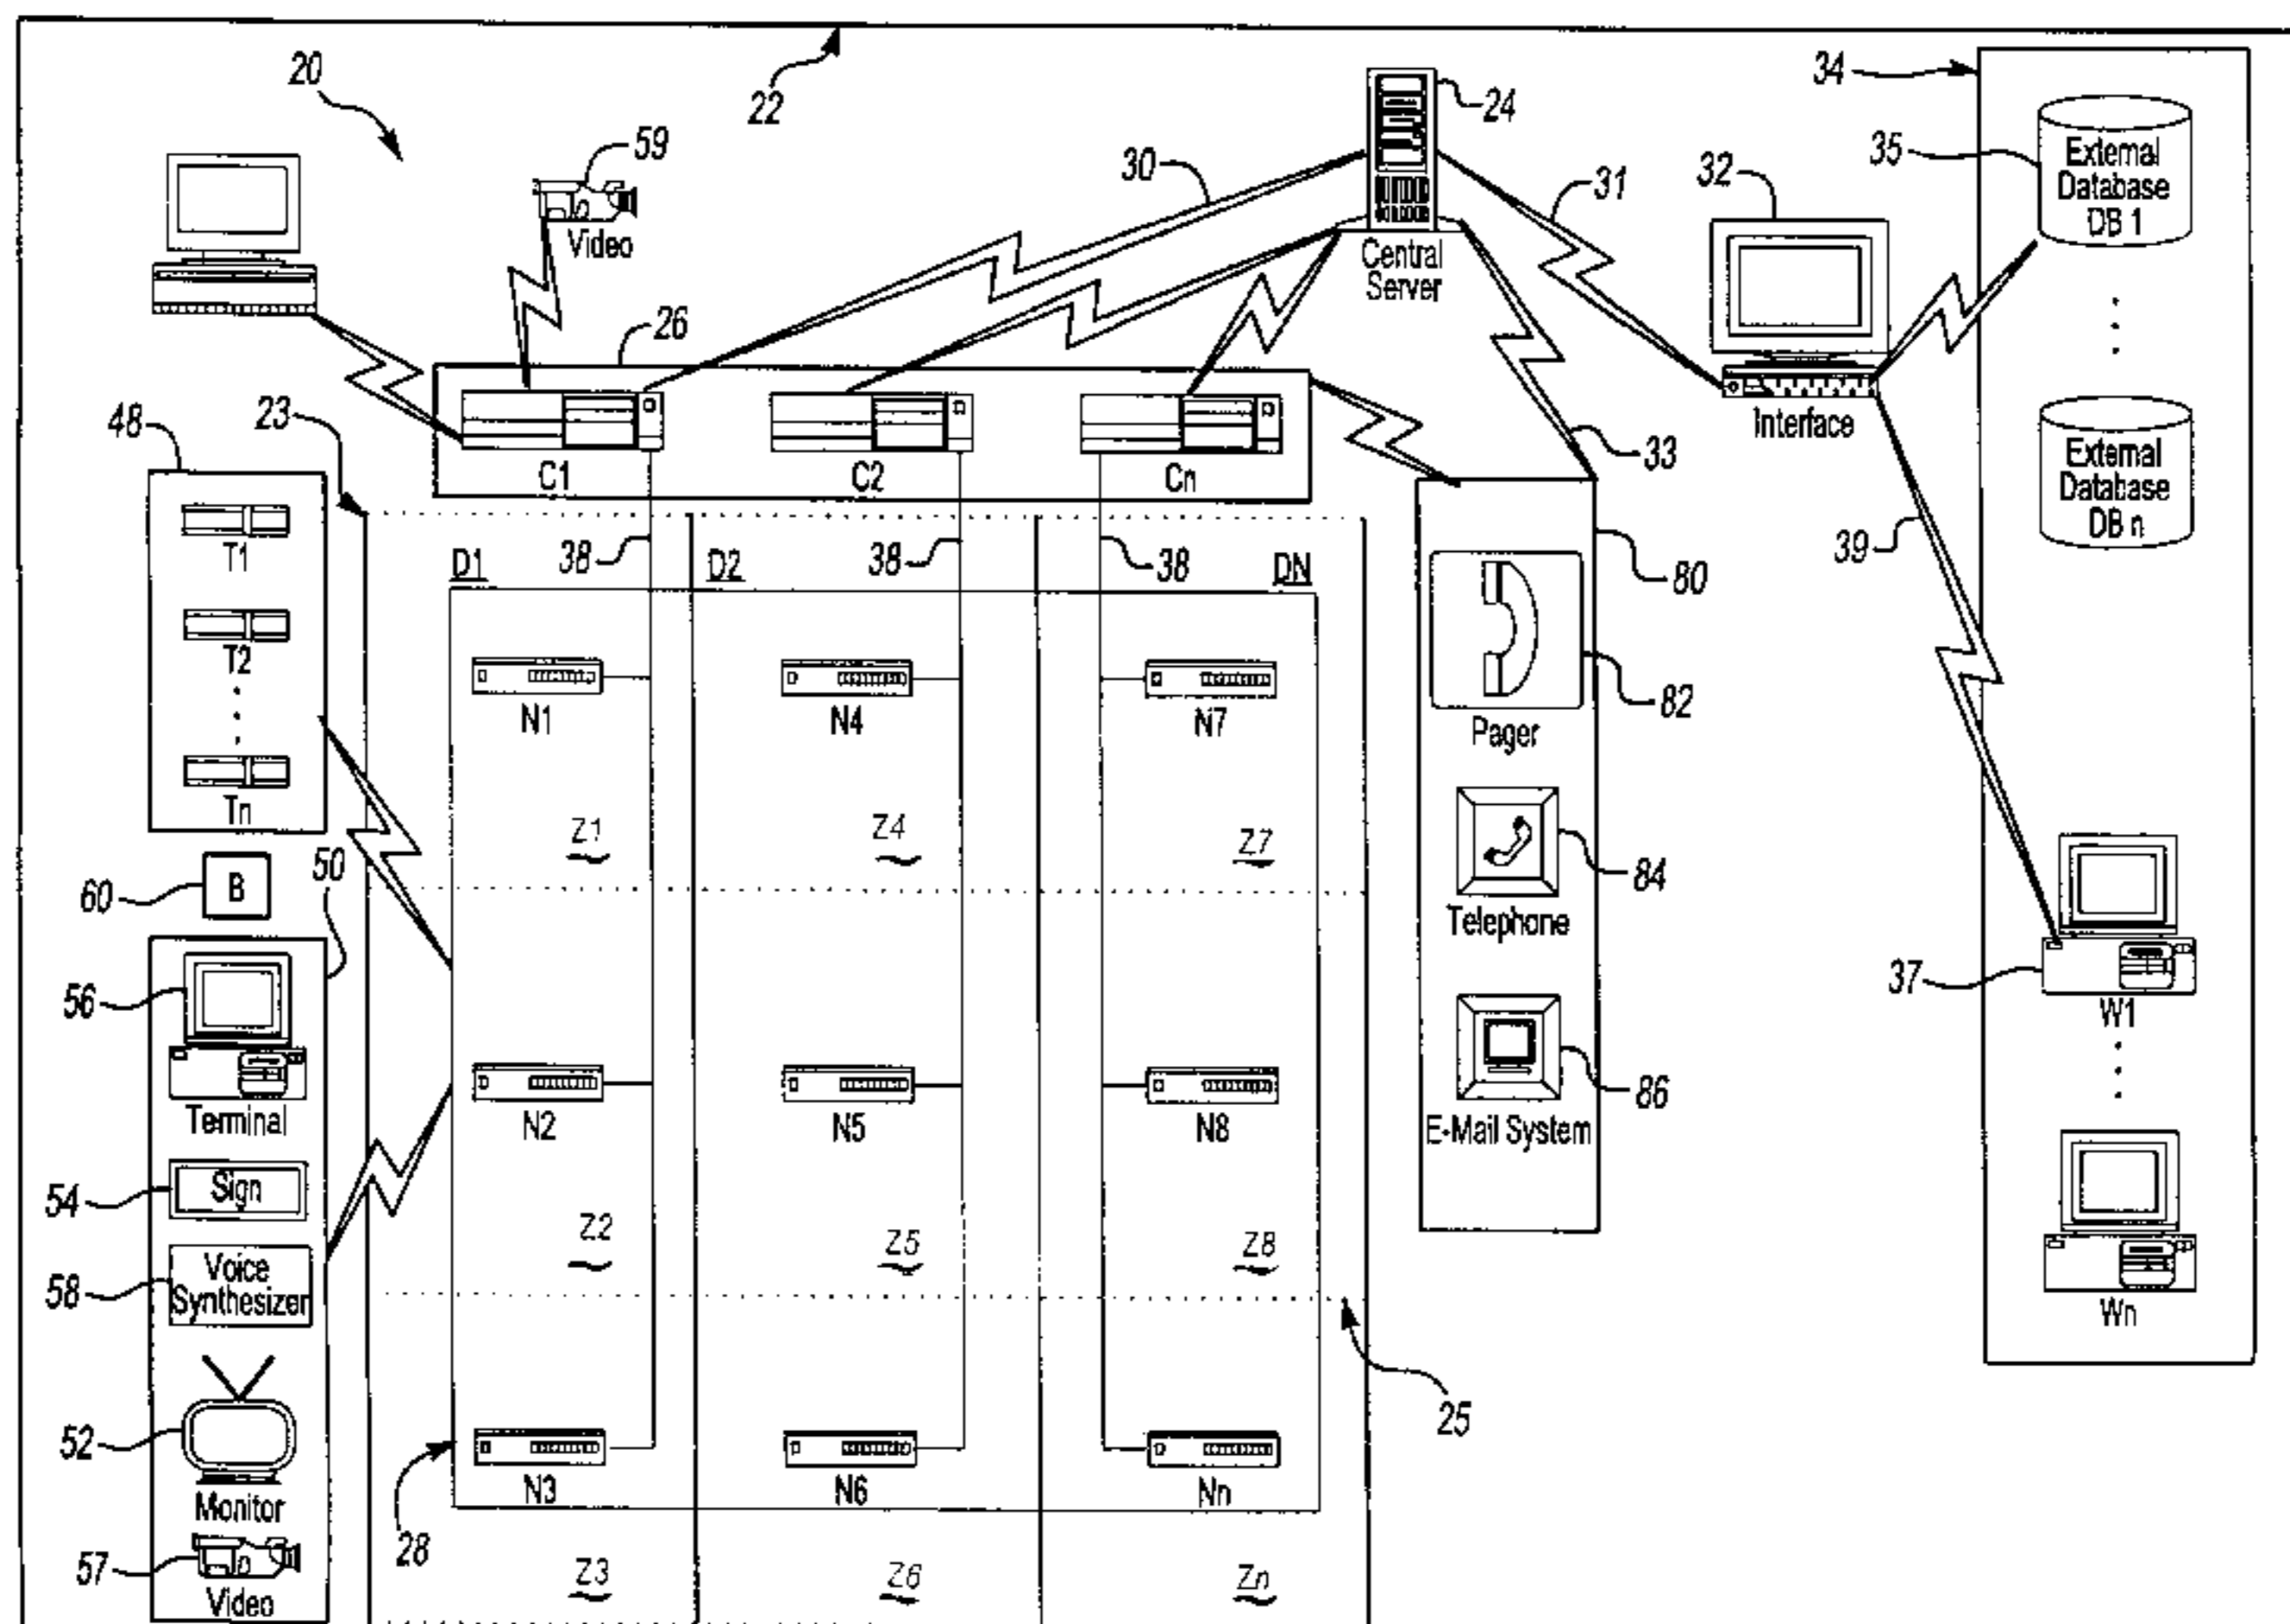 20
22
24
34
59
Video
30
31
32
35
External
Database
DB 1
Central
Server
26
Interface
48
23
C1
C2
Cn
33
External
Database
DB n
39
T1
T2
Tn
D1
38
D2
38
38
DN
80
N1
N4
N7
82
Pager
Z1
Z4
Z7
84
Telephone
60
B
50
56
Terminal
37
W1
N2
N5
N8
86
E-Mail System
54
Sign
Z2
Z5
Z8
58
Voice
Synthesizer
Wn
25
52
Monitor
N3
N6
Nn
28
57
Video
Z3
Z6
Zn